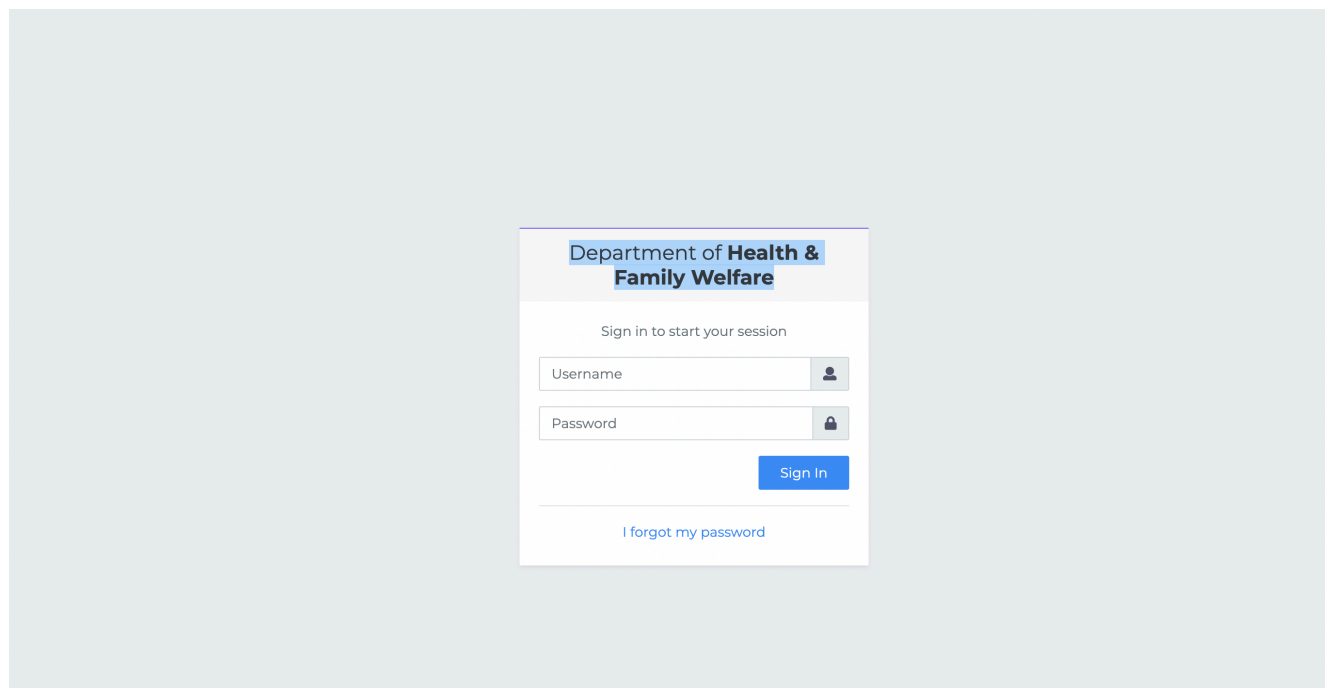 Department of Health &
Family Welfare
Sign in to start your session
Username
Password
Sign In
I forgot my password